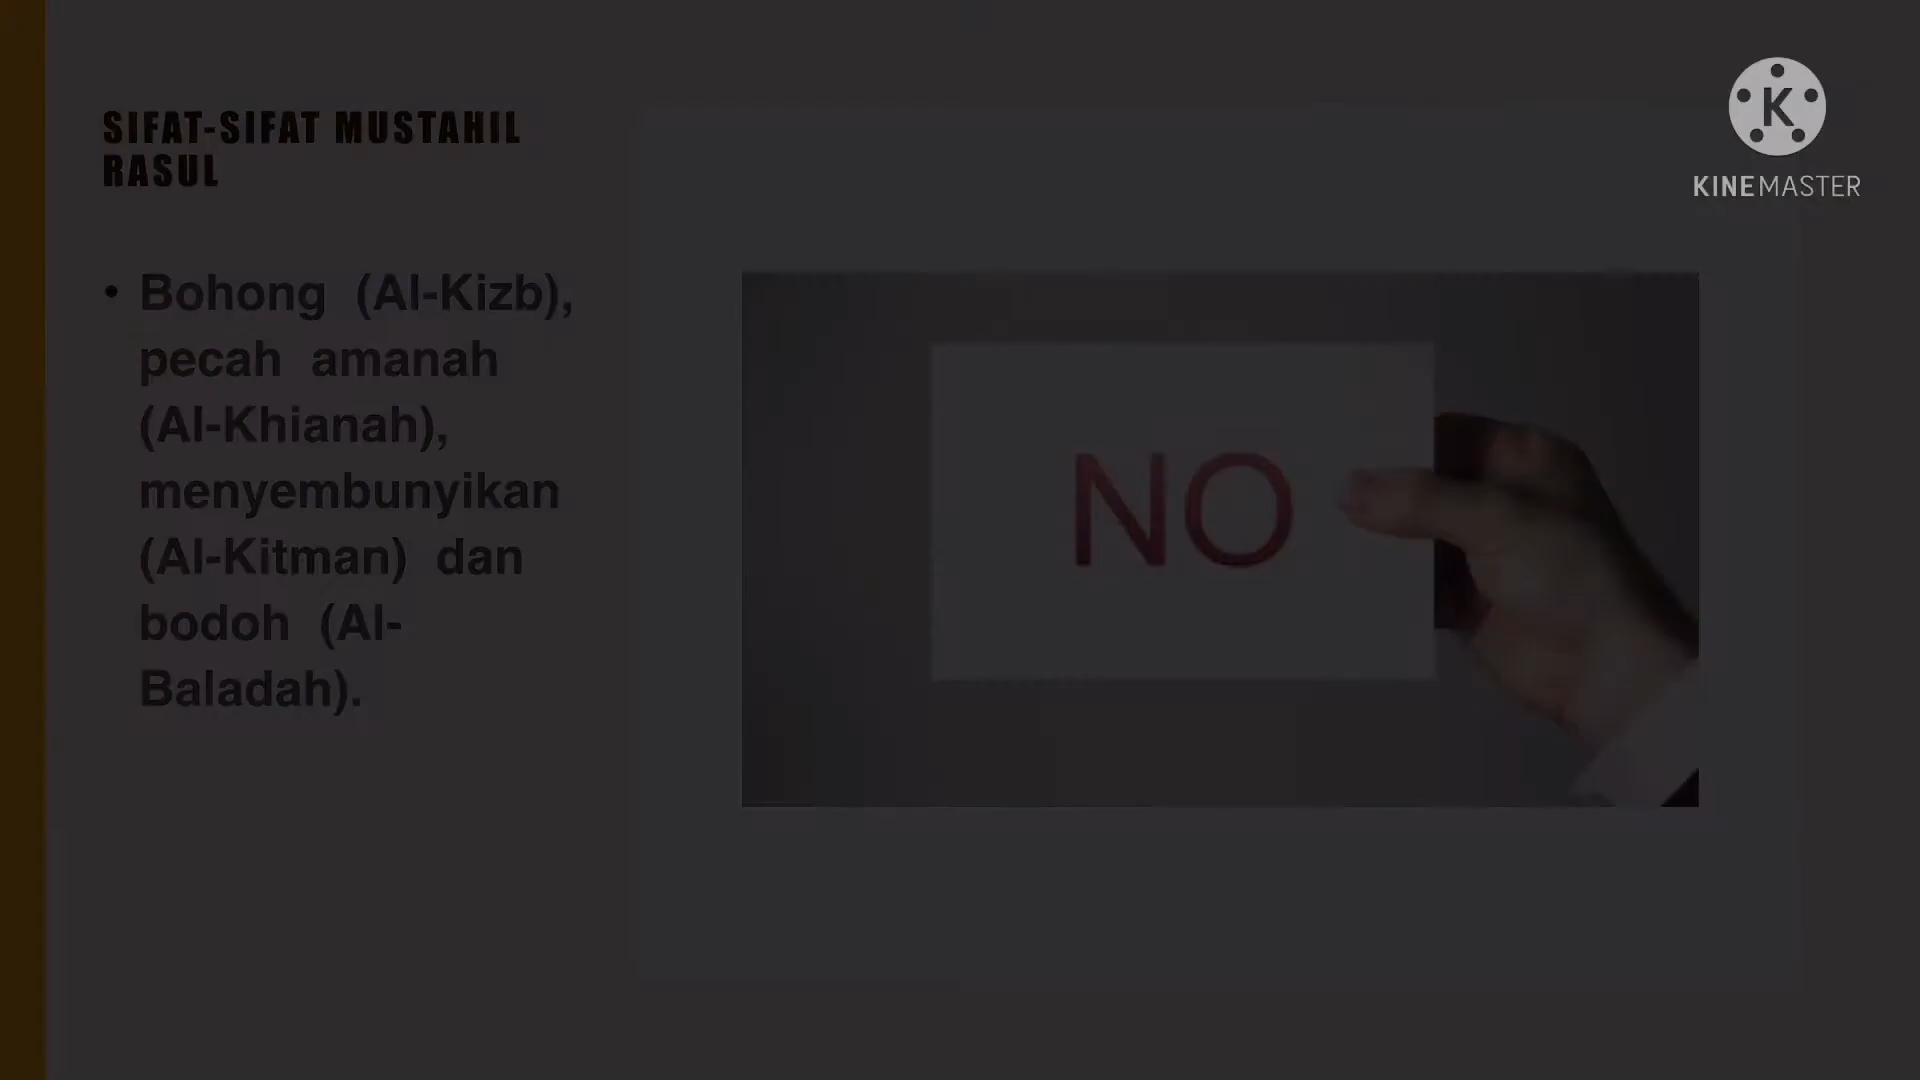 SIFAT-SIFAT MUSTAHIL
RASUL
• Bohong (Al-Kizb),
pecah amanah
(Al-Khianah),
menyembunyikan
(Al-Kitman) dan
bodoh (Al-
Baladah).
NO
K
KINEMASTER